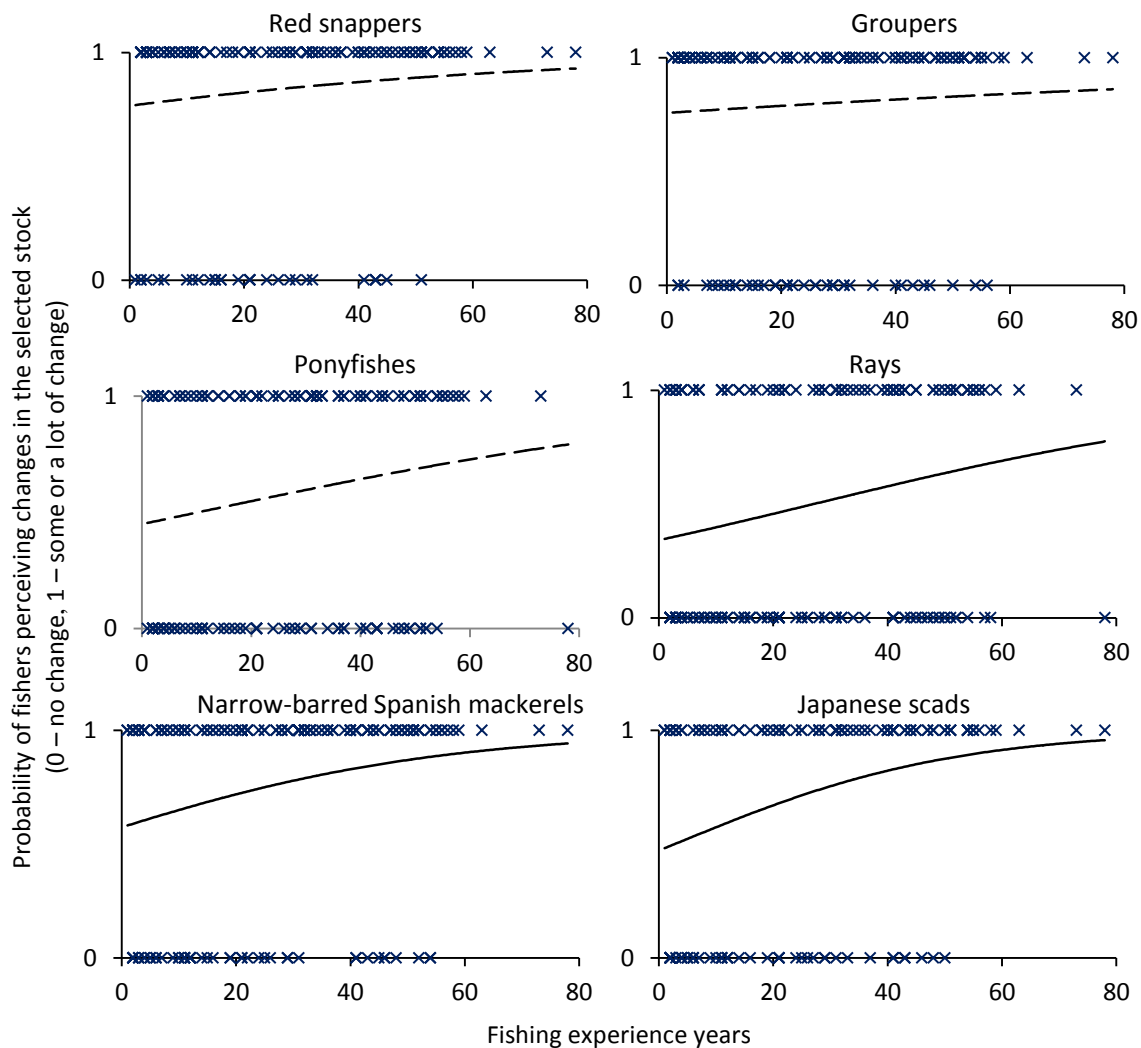 Red snappers
Groupers
1
0
0 20 40 60 80
1
0
0 20 40 60 80
Ponyfishes
Rays
1
0
0 20 40 60 80
1
0
0 20 40 60 80
Narrow-barred Spanish mackerels
Japanese scads
1
0
0 20 40 60 80
1
0
0 20 40 60 80
Probability of fishers perceiving changes in the selected stock
(0 – no change, 1 – some or a lot of change)
Fishing experience years